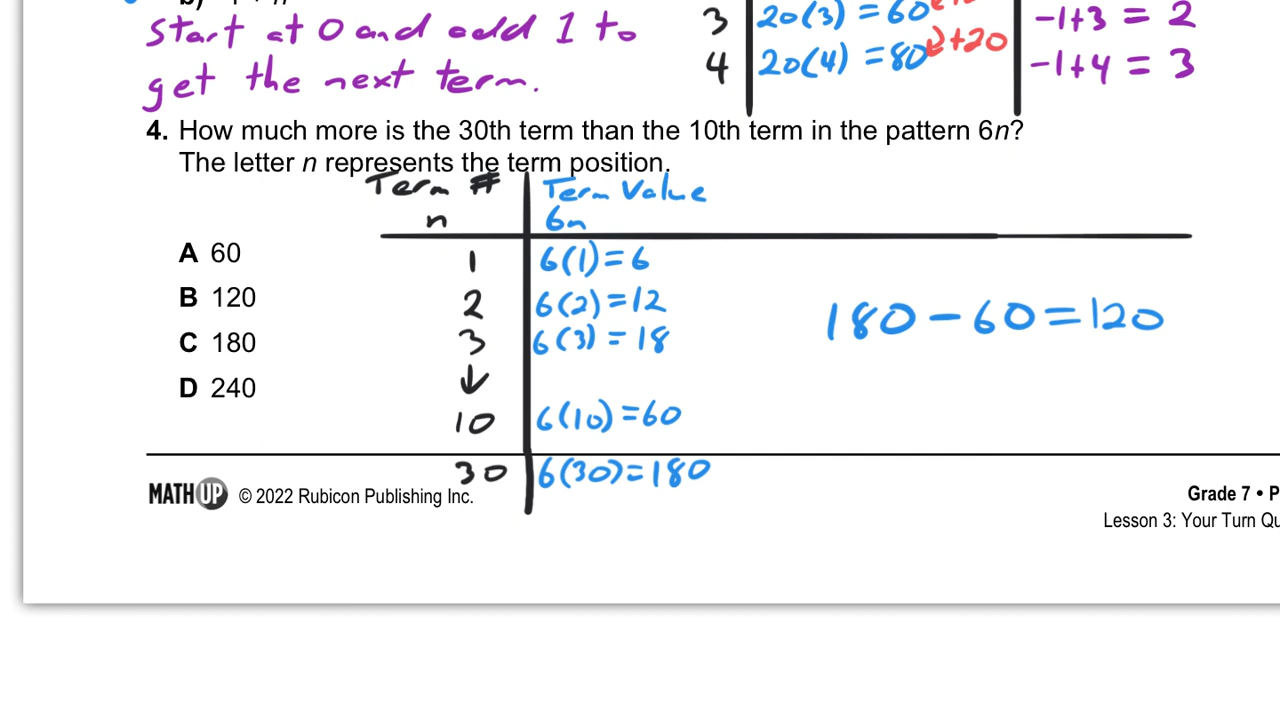 start at 0 and add 1 to
get the next term.
3 20(3) = 60 -1+3 = 2
4 20(4) = 80 +20 -1+4 = 3
4. How much more is the 30th term than the 10th term in the pattern 6n?
The letter n represents the term position.
Term # Term Value
n 6n
A 60
B 120
C 180
D 240
1 6(1)=6
2 6(2)=12
3 6(3) = 18
↓
10 6(10)=60
30 6(30)=180
180-60=120
MATH UP © 2022 Rubicon Publishing Inc.
Grade 7 • P
Lesson 3: Your Turn Qu